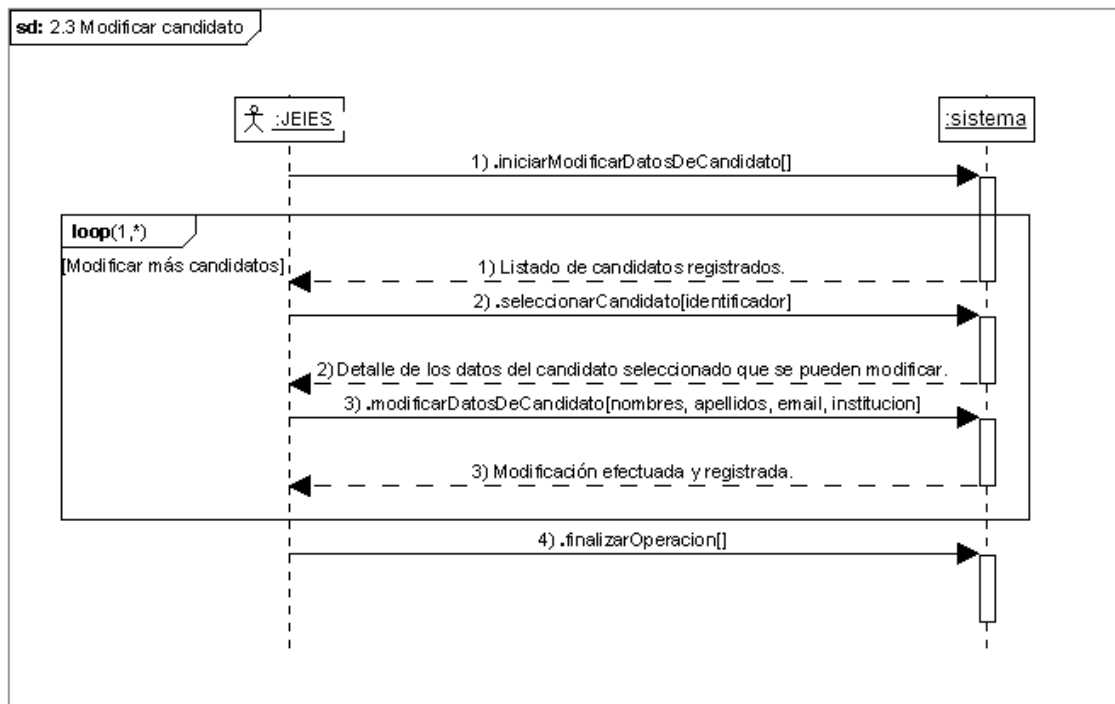 sd: 2.3 Modificar candidato
:JEIES
:sistema
1) .iniciarModificarDatosDeCandidato[]
loop(1,*)
[Modificar más candidatos]
1) Listado de candidatos registrados.
2) .seleccionarCandidato[identificador]
2) Detalle de los datos del candidato seleccionado que se pueden modificar.
3) .modificarDatosDeCandidato[nombres, apellidos, email, institucion]
3) Modificación efectuada y registrada.
4) .finalizarOperacion[]